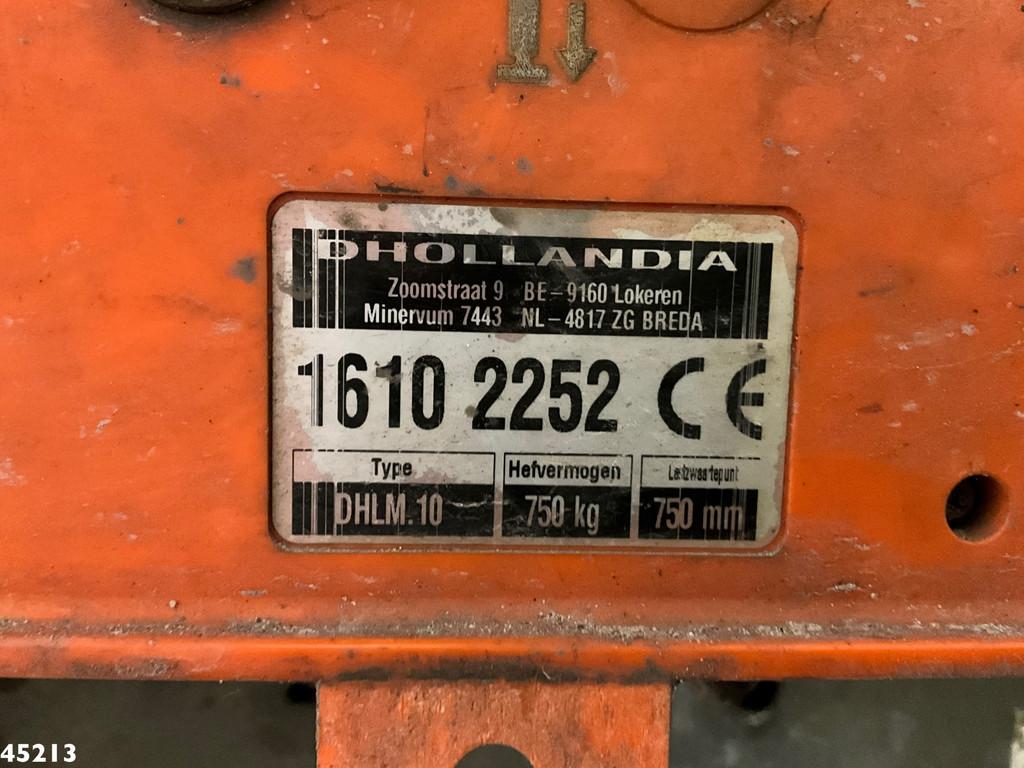 DHOLLANDIA
Zoomstraat 9 BE-9160 Lokeren
Minervum 7443 NL-4817 ZG BREDA
1610 2252 CE
Type Hefvermogen Lastzwaartepunt
DHLM.10 750 kg 750 mm
45213